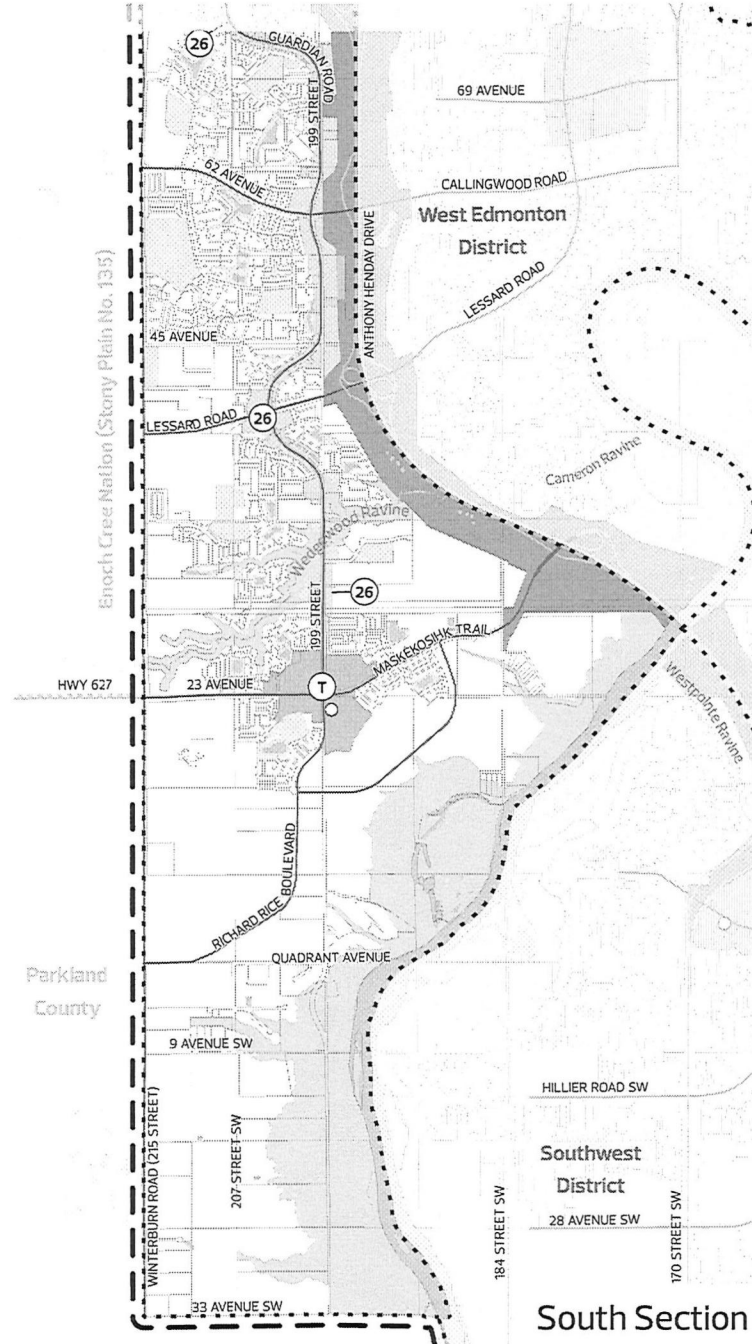 26
GUARDIAN ROAD
199 STREET
69 AVENUE
62 AVENUE
CALLINGWOOD ROAD
West Edmonton
District
ANTHONY HENDAY DRIVE
LESSARD ROAD
Enoch Cree Nation (Stony Plain No. 135)
45 AVENUE
LESSARD ROAD
26
Cameron Ravine
Wedgewood Ravine
26
199 STREET
MASKÉKOSIHK TRAIL
HWY 627
23 AVENUE
T
Westpointe Ravine
RICHARD RICE BOULEVARD
QUADRANT AVENUE
Parkland
County
9 AVENUE SW
HILLIER ROAD SW
WINTERBURN ROAD (215 STREET)
207 STREET SW
Southwest
District
184 STREET SW
28 AVENUE SW
170 STREET SW
33 AVENUE SW
South Section